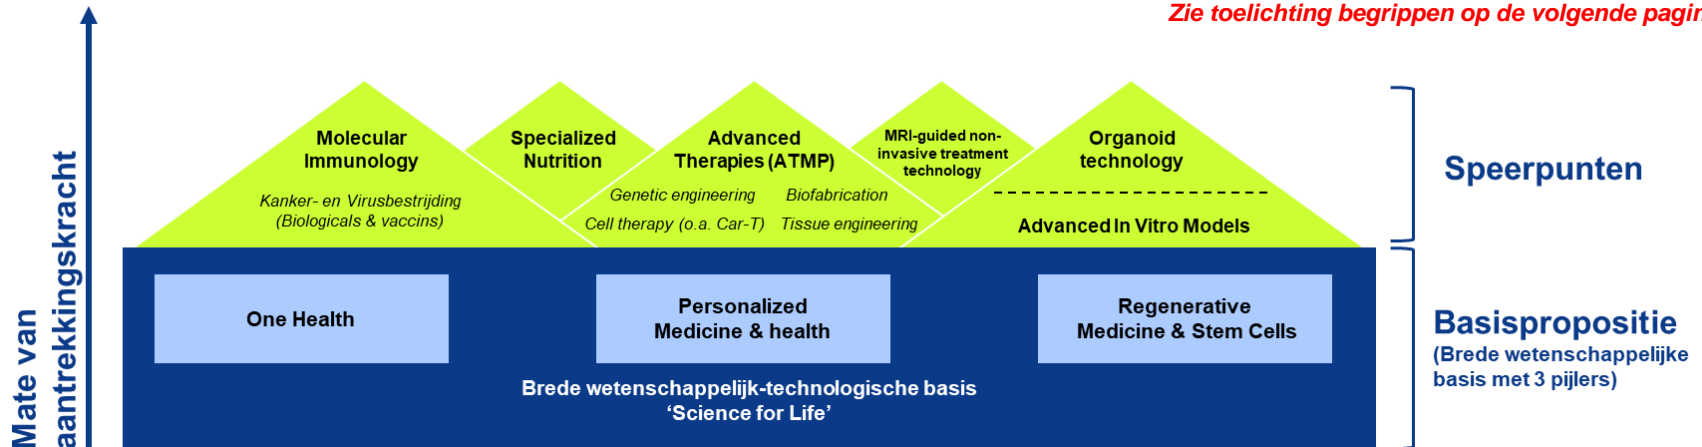 Zie toelichting begrippen op de volgende pagin
Mate van
aantrekkingskracht
Molecular
Immunology
Kanker- en Virusbestrijding
(Biologicals & vaccins)
Specialized
Nutrition
Advanced
Therapies (ATMP)
Genetic engineering Biofabrication
Cell therapy (o.a. Car-T) Tissue engineering
MRI-guided non-
invasive treatment
technology
Organoid
technology
Advanced In Vitro Models
Speerpunten
One Health
Personalized
Medicine & health
Regenerative
Medicine & Stem Cells
Brede wetenschappelijk-technologische basis
‘Science for Life’
Basispropositie
(Brede wetenschappelijke
basis met 3 pijlers)